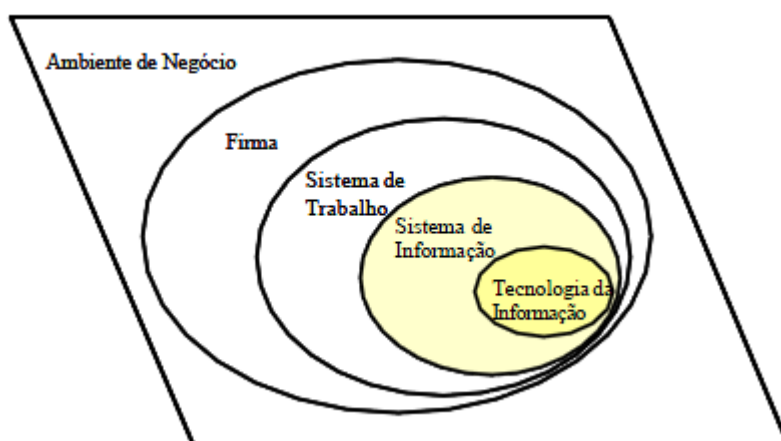 Ambiente de Negócio
Firma
Sistema de
Trabalho
Sistema de
Informação
Tecnologia da
Informação